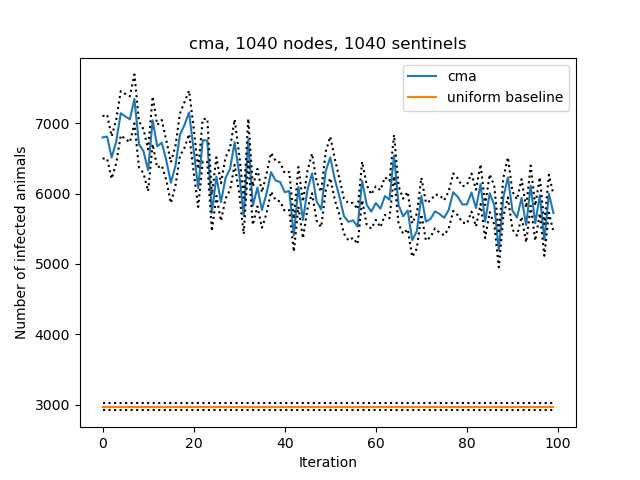 cma, 1040 nodes, 1040 sentinels
cma
uniform baseline
Number of infected animals
7000
6000
5000
4000
3000
0 20 40 60 80 100
Iteration